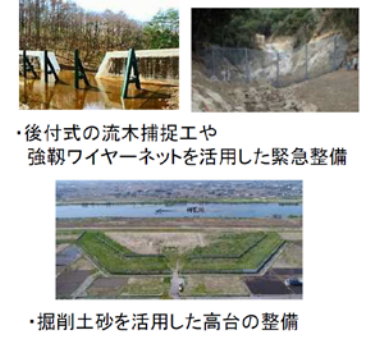 ・後付式の流木捕捉工や
強靱ワイヤーネットを活用した緊急整備
・掘削土砂を活用した高台の整備